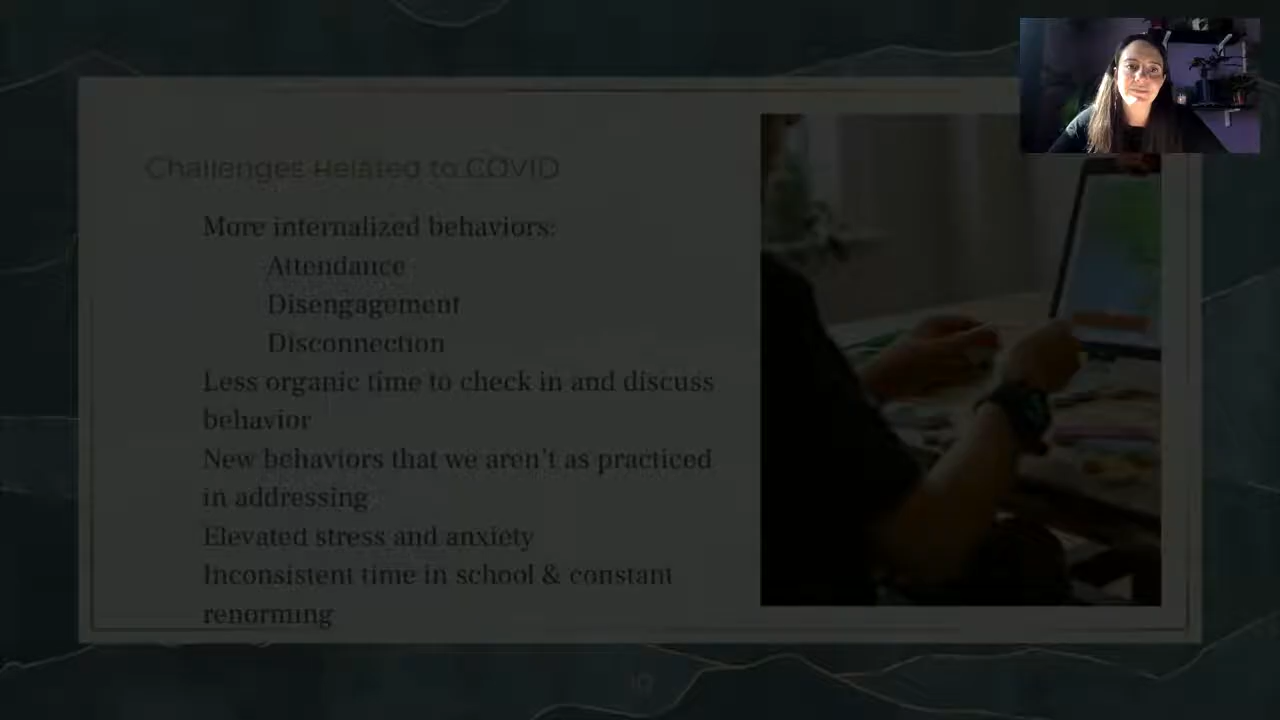 Challenges Related to COVID
More internalized behaviors:
Attendance
Disengagement
Disconnection
Less organic time to check in and discuss
behavior
New behaviors that we aren't as practiced
in addressing
Elevated stress and anxiety
Inconsistent time in school & constant
renorming
10